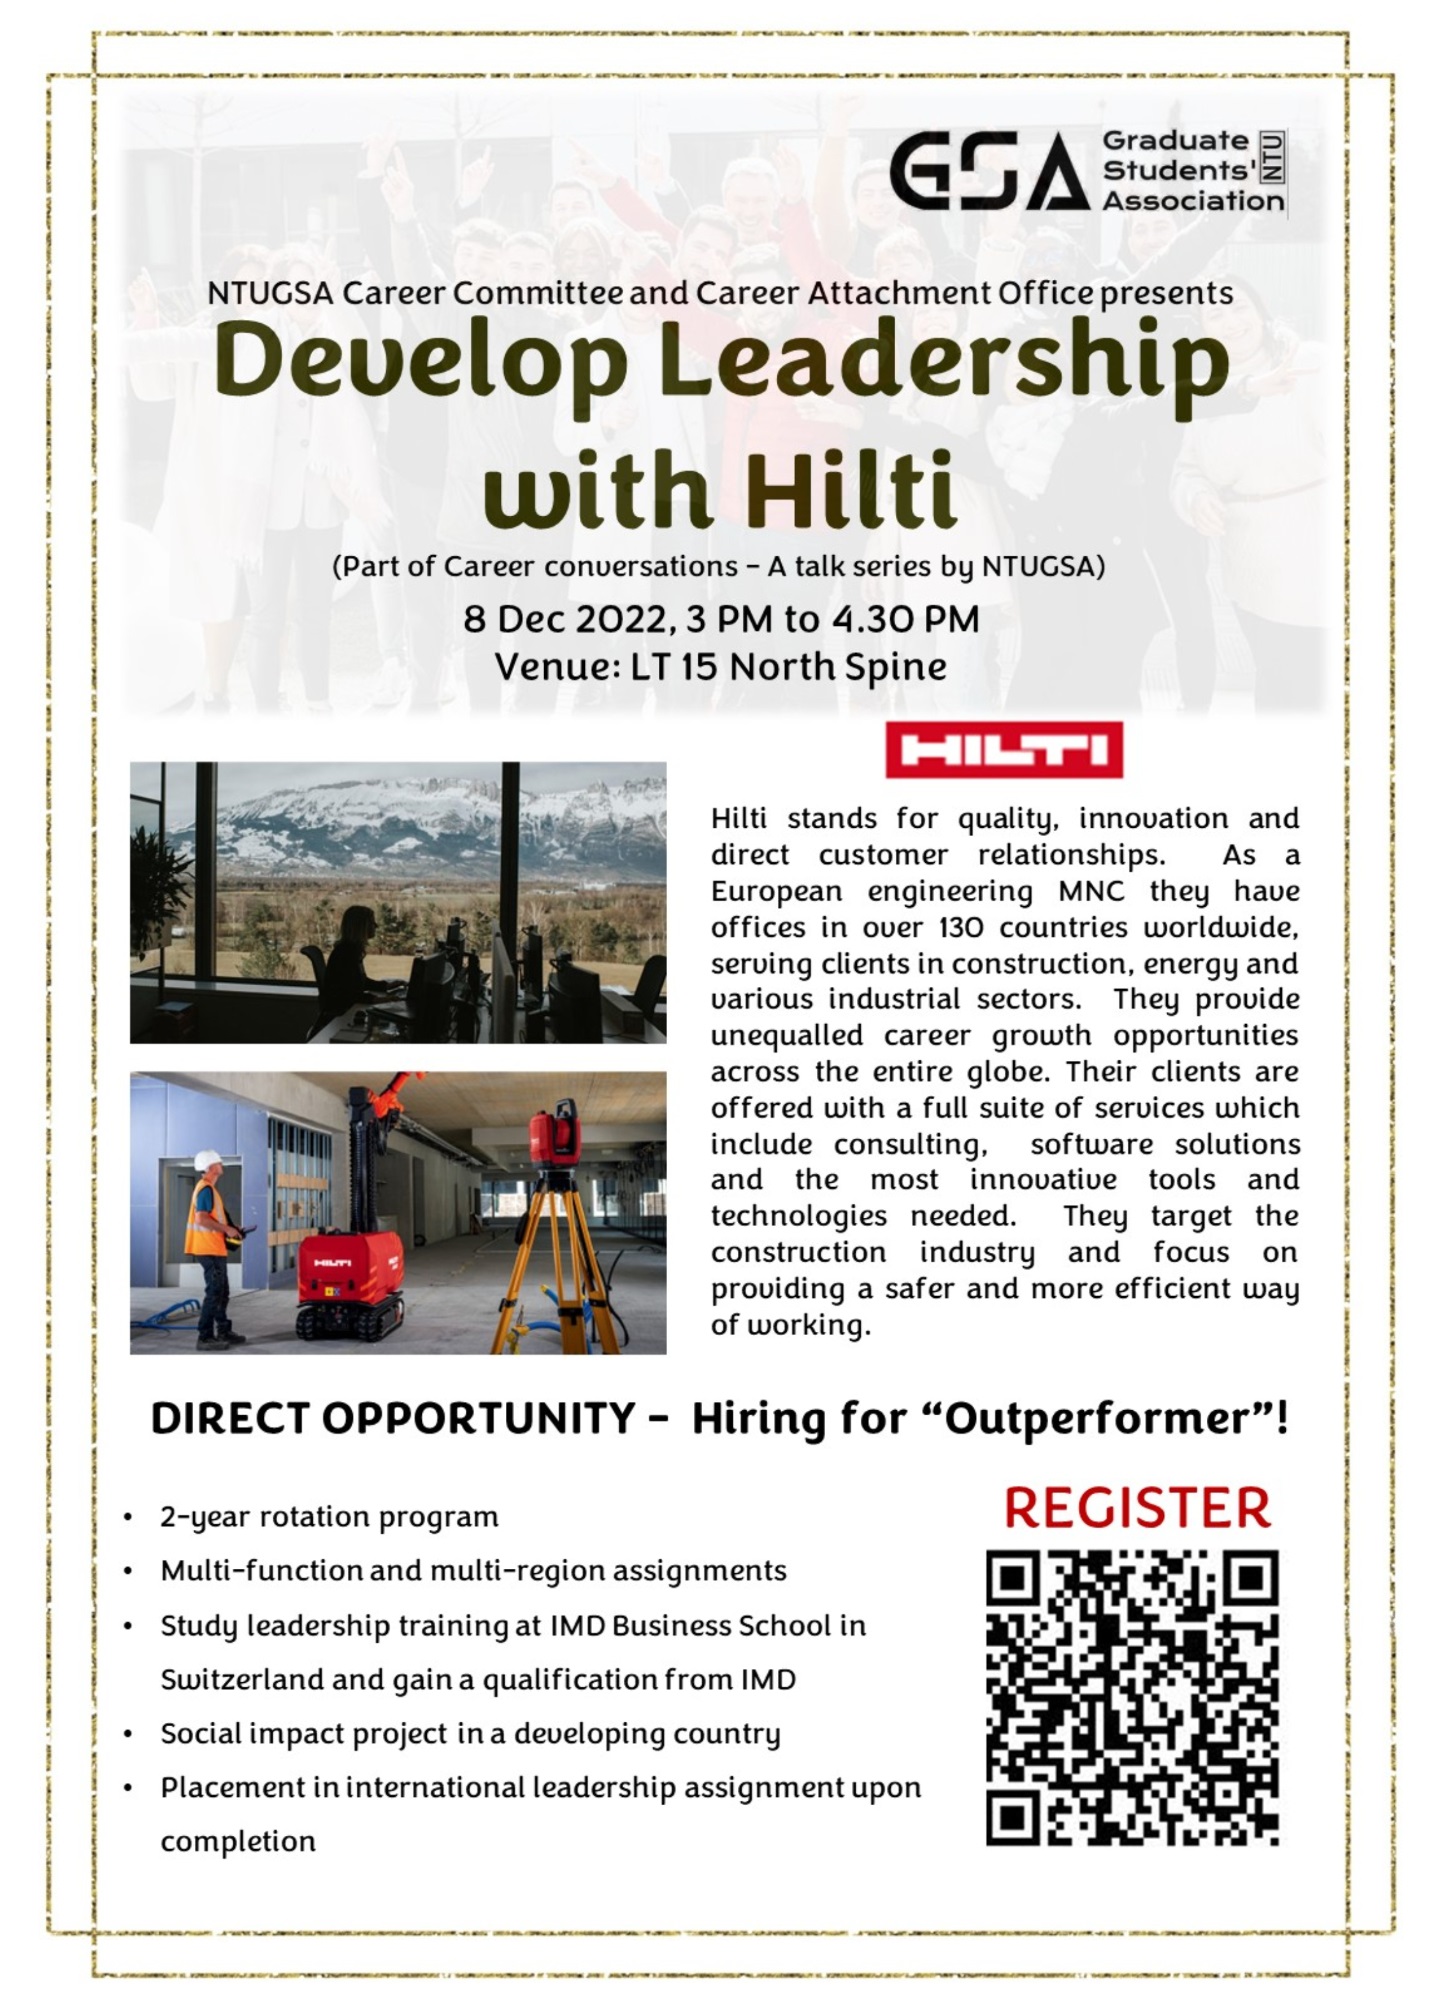 GSA Graduate
Students'
Association
NTU
NTUGSA Career Committee and Career Attachment Office presents
Develop Leadership
with Hilti
(Part of Career conversations – A talk series by NTUGSA)
8 Dec 2022, 3 PM to 4.30 PM
Venue: LT 15 North Spine
HILTI
Hilti stands for quality, innovation and
direct customer relationships. As a
European engineering MNC they have
offices in over 130 countries worldwide,
serving clients in construction, energy and
various industrial sectors. They provide
unequalled career growth opportunities
across the entire globe. Their clients are
offered with a full suite of services which
include consulting, software solutions
and the most innovative tools and
technologies needed. They target the
construction industry and focus on
providing a safer and more efficient way
of working.
HILTI
DIRECT OPPORTUNITY – Hiring for “Outperformer”!
• 2-year rotation program
• Multi-function and multi-region assignments
• Study leadership training at IMD Business School in
Switzerland and gain a qualification from IMD
• Social impact project in a developing country
• Placement in international leadership assignment upon
completion
REGISTER